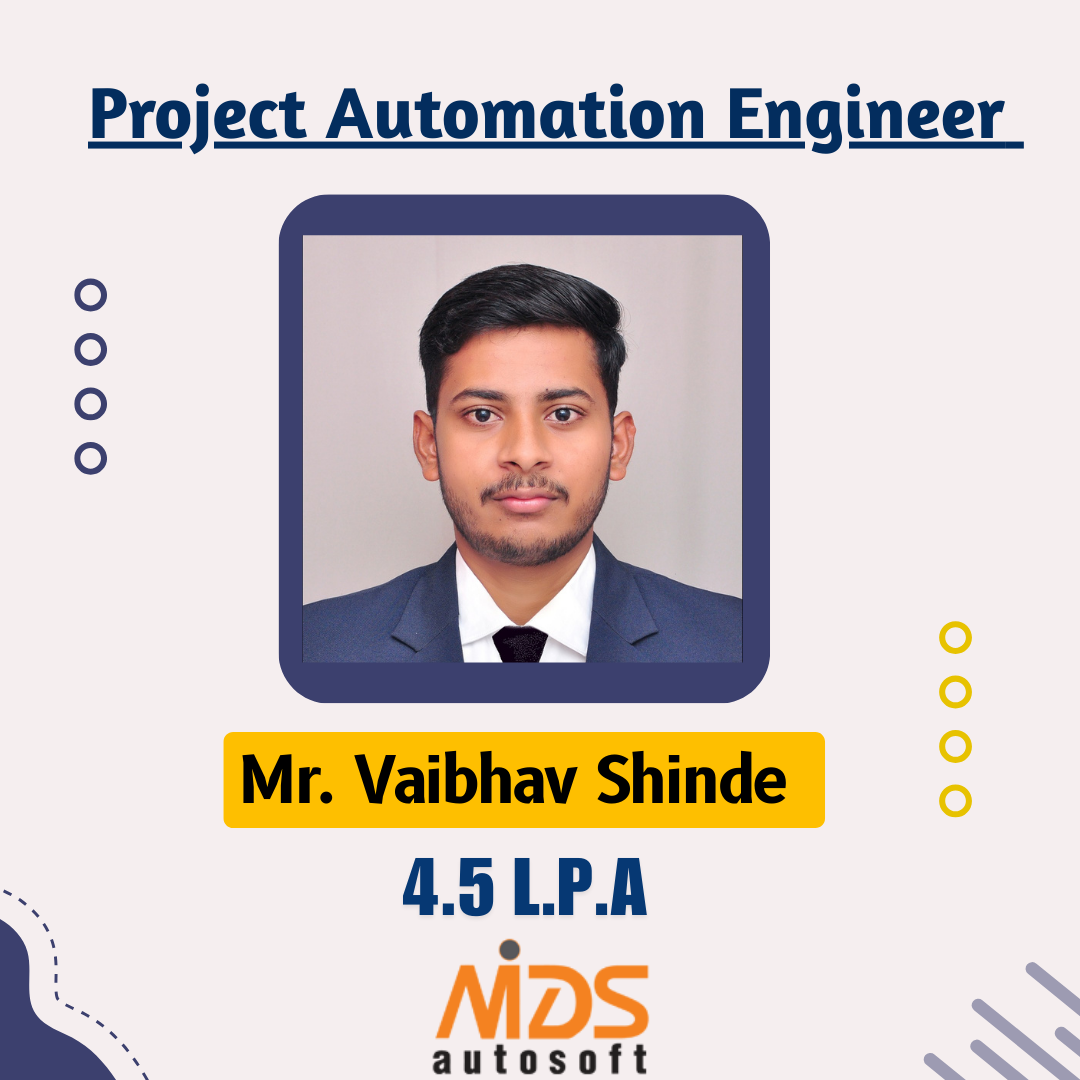 Project Automation Engineer
Mr. Vaibhav Shinde
4.5 L.P.A
MDS
autosoft